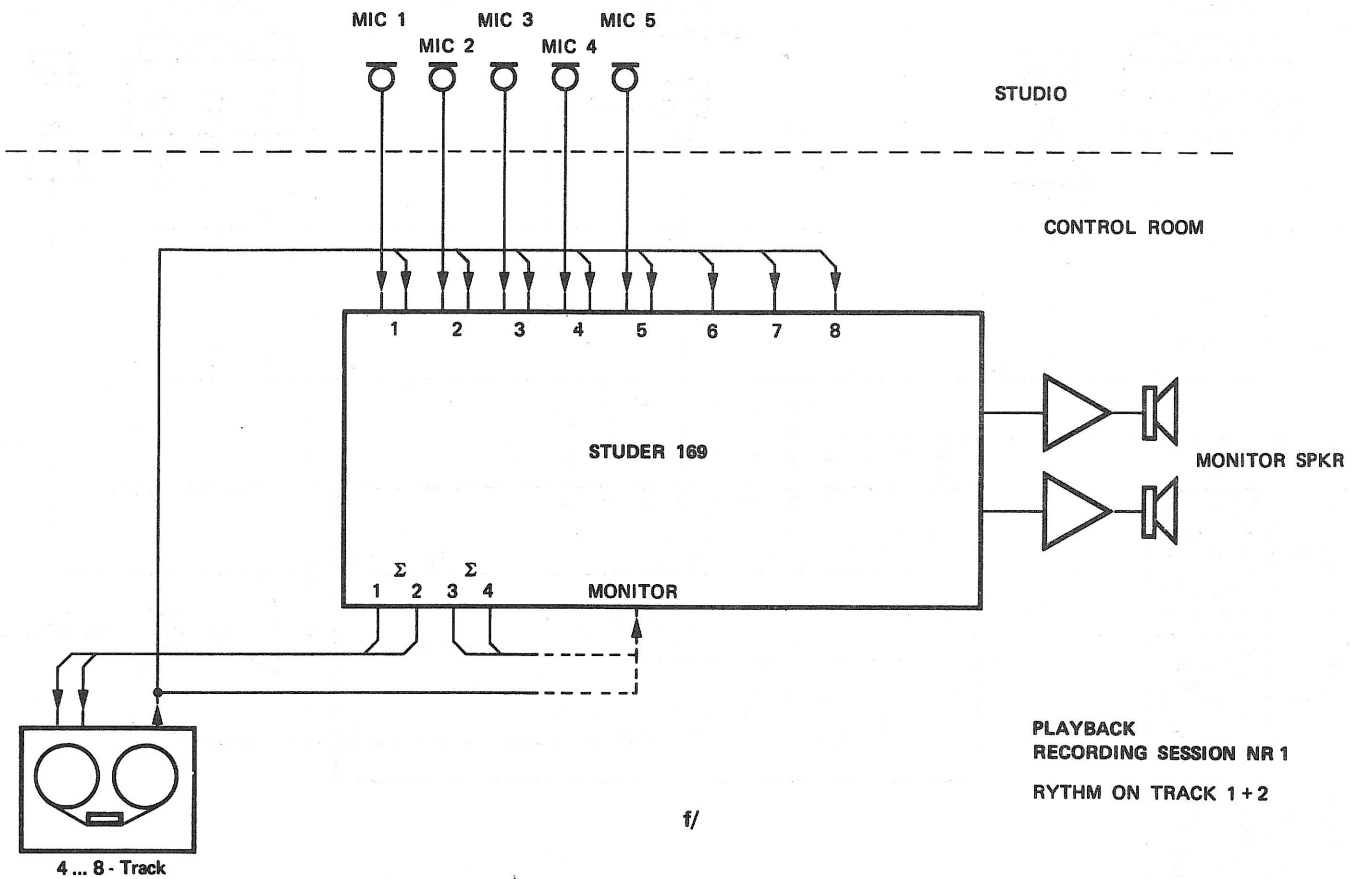 MIC 1 MIC 3 MIC 5
MIC 2 MIC 4
STUDIO
CONTROL ROOM
1 2 3 4 5 6 7 8
STUDER 169
MONITOR SPKR
Σ Σ
1 2 3 4 MONITOR
PLAYBACK
RECORDING SESSION NR 1
RYTHM ON TRACK 1 + 2
f/
4 ... 8 - Track